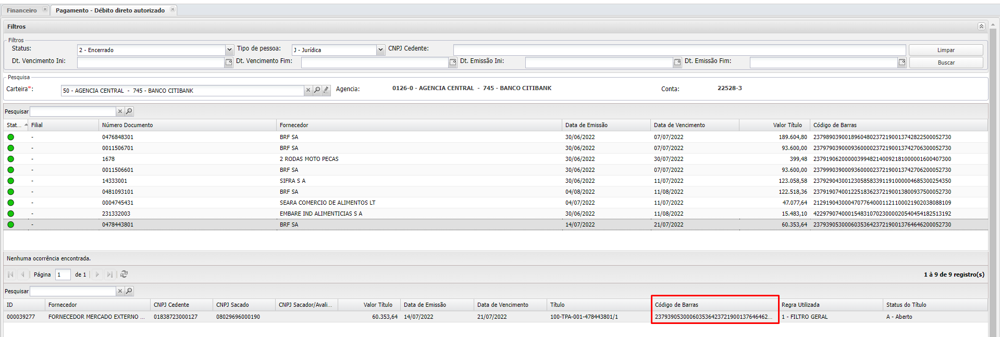 Financeiro Pagamento - Débito direto autorizado
Filtros
Filtros
Status: 2 - Encerrado Tipo de pessoa: J - Jurídica CNPJ Cedente: Limpar
Dt. Vencimento Ini: Dt. Vencimento Fim: Dt. Emissão Ini: Dt. Emissão Fim: Buscar
Pesquisa
Carteira*: 50 - AGENCIA CENTRAL - 745 - BANCO CITIBANK Agencia: 0126-0 - AGENCIA CENTRAL - 745 - BANCO CITIBANK Conta: 22528-3
Pesquisar
Stat... Filial Número Documento Fornecedor Data de Emissão Data de Vencimento Valor Título Código de Barras
- 0476848301 BRF SA 30/06/2022 07/07/2022 189.604,80 23798903900189604802372190013742822500052730
- 0011506701 BRF SA 30/06/2022 07/07/2022 93.600,00 23797903900093600002372190013742706300052730
- 1678 2 RODAS MOTO PECAS 30/06/2022 30/07/2022 399,48 23791906200000399482140092181000001600407300
- 0011506601 BRF SA 30/06/2022 07/07/2022 93.600,00 23799903900093600002372190013742706200052730
- 14333001 SIFRA S A 30/06/2022 11/07/2022 123.058,58 23792904300123058583391191000004685300254350
- 0481093101 BRF SA 04/08/2022 11/08/2022 122.518,36 23791907400122518362372190013800937500052730
- 0004745431 SEARA COMERCIO DE ALIMENTOS LT 04/07/2022 11/07/2022 47.077,64 21291904300047077640001121100021902038088109
- 231332003 EMBARE IND ALIMENTICIAS S A 30/06/2022 11/08/2022 15.483,10 42297907400015483107023000020540454182513192
- 0478443801 BRF SA 14/07/2022 21/07/2022 60.353,64 23793905300060353642372190013764646200052730
Nenhuma ocorrência encontrada.
Página 1 de 1 1 à 9 de 9 registro(s)
Pesquisar
ID Fornecedor CNPJ Cedente CNPJ Sacado CNPJ Sacador/Avali... Valor Título Data de Emissão Data de Vencimento Título Código de Barras Regra Utilizada Status do Título
000039277 FORNECEDOR MERCADO EXTERNO ... 01838723000127 08029696000190 60.353,64 14/07/2022 21/07/2022 100-TPA-001-478443801/1 237939053000603536423721900137646462... 1 - FILTRO GERAL A - Aberto